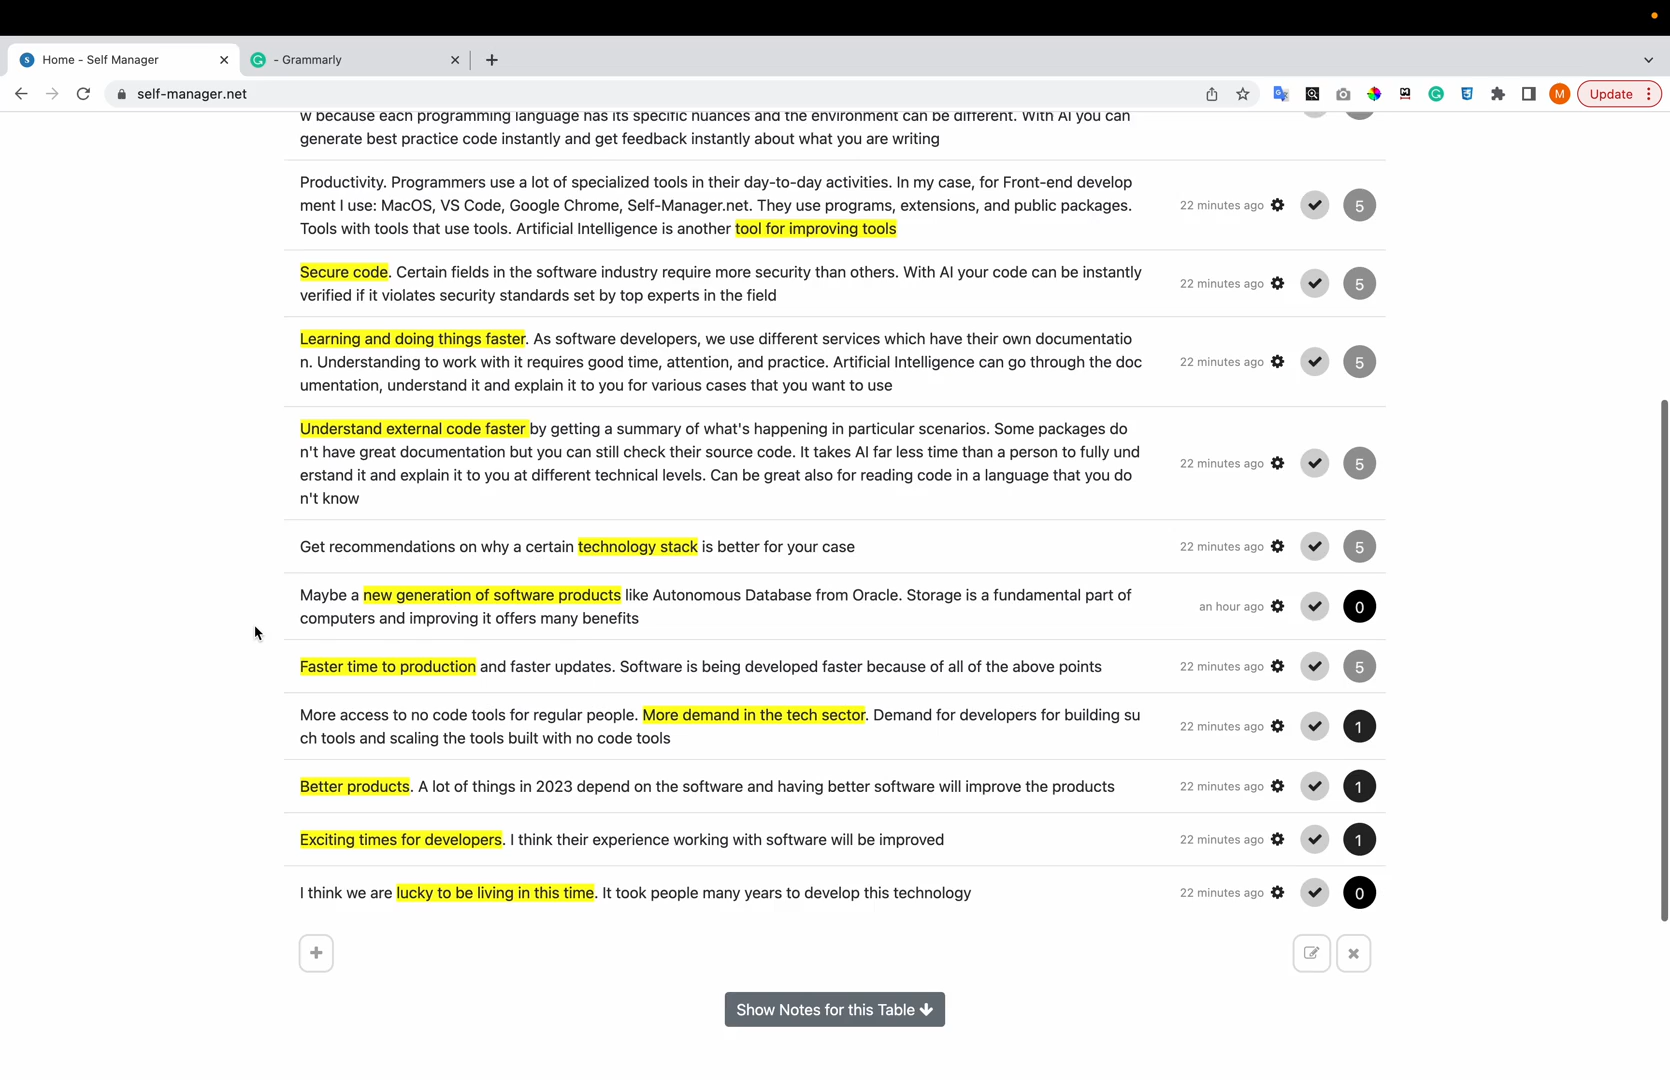 Home - Self Manager
- Grammarly
self-manager.net
M
Update
w because each programming language has its specific nuances and the environment can be different. With AI you can
generate best practice code instantly and get feedback instantly about what you are writing
Productivity. Programmers use a lot of specialized tools in their day-to-day activities. In my case, for Front-end develop
ment I use: MacOS, VS Code, Google Chrome, Self-Manager.net. They use programs, extensions, and public packages.
Tools with tools that use tools. Artificial Intelligence is another tool for improving tools
22 minutes ago
5
Secure code. Certain fields in the software industry require more security than others. With AI your code can be instantly
verified if it violates security standards set by top experts in the field
22 minutes ago
5
Learning and doing things faster. As software developers, we use different services which have their own documentatio
n. Understanding to work with it requires good time, attention, and practice. Artificial Intelligence can go through the doc
umentation, understand it and explain it to you for various cases that you want to use
22 minutes ago
5
Understand external code faster by getting a summary of what's happening in particular scenarios. Some packages do
n't have great documentation but you can still check their source code. It takes AI far less time than a person to fully und
erstand it and explain it to you at different technical levels. Can be great also for reading code in a language that you do
n't know
22 minutes ago
5
Get recommendations on why a certain technology stack is better for your case
22 minutes ago
5
Maybe a new generation of software products like Autonomous Database from Oracle. Storage is a fundamental part of
computers and improving it offers many benefits
an hour ago
0
Faster time to production and faster updates. Software is being developed faster because of all of the above points
22 minutes ago
5
More access to no code tools for regular people. More demand in the tech sector. Demand for developers for building su
ch tools and scaling the tools built with no code tools
22 minutes ago
1
Better products. A lot of things in 2023 depend on the software and having better software will improve the products
22 minutes ago
1
Exciting times for developers. I think their experience working with software will be improved
22 minutes ago
1
I think we are lucky to be living in this time. It took people many years to develop this technology
22 minutes ago
0
Show Notes for this Table